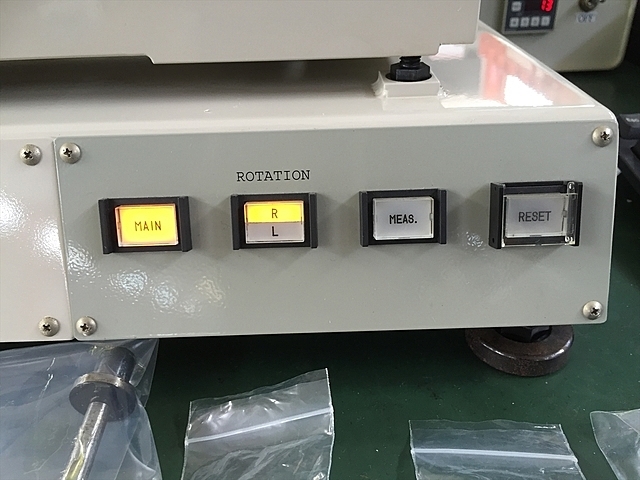 ROTATION
MAIN
R
L
MEAS.
RESET